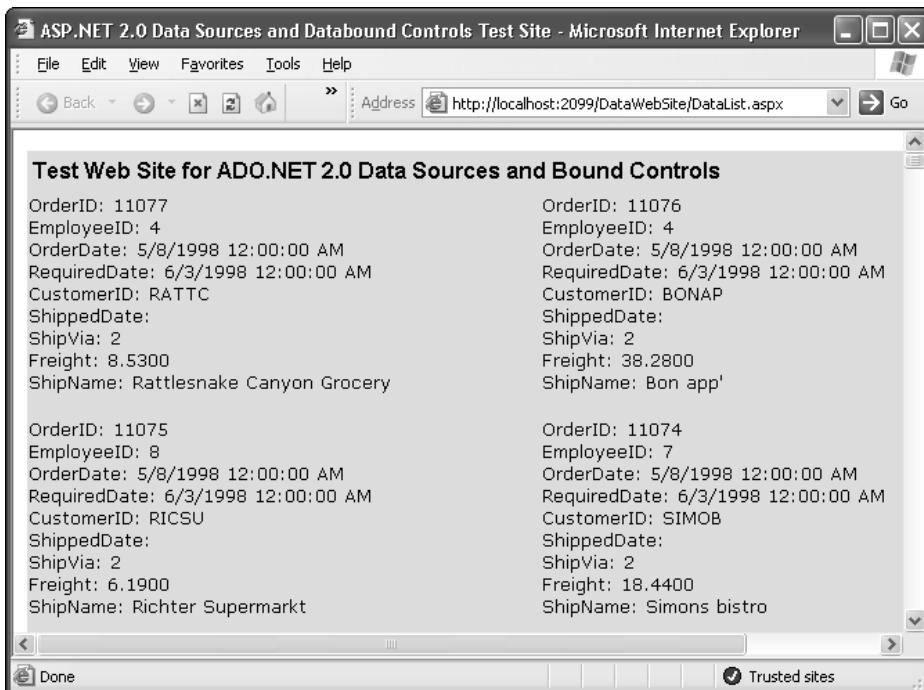 ASP.NET 2.0 Data Sources and Databound Controls Test Site - Microsoft Internet Explorer
File Edit View Favorites Tools Help
Back » Address http://localhost:2099/DataWebSite/DataList.aspx Go
Test Web Site for ADO.NET 2.0 Data Sources and Bound Controls
OrderID: 11077
EmployeeID: 4
OrderDate: 5/8/1998 12:00:00 AM
RequiredDate: 6/3/1998 12:00:00 AM
CustomerID: RATTC
ShippedDate:
ShipVia: 2
Freight: 8.5300
ShipName: Rattlesnake Canyon Grocery
OrderID: 11076
EmployeeID: 4
OrderDate: 5/8/1998 12:00:00 AM
RequiredDate: 6/3/1998 12:00:00 AM
CustomerID: BONAP
ShippedDate:
ShipVia: 2
Freight: 38.2800
ShipName: Bon app'
OrderID: 11075
EmployeeID: 8
OrderDate: 5/8/1998 12:00:00 AM
RequiredDate: 6/3/1998 12:00:00 AM
CustomerID: RICSU
ShippedDate:
ShipVia: 2
Freight: 6.1900
ShipName: Richter Supermarkt
OrderID: 11074
EmployeeID: 7
OrderDate: 5/8/1998 12:00:00 AM
RequiredDate: 6/3/1998 12:00:00 AM
CustomerID: SIMOB
ShippedDate:
ShipVia: 2
Freight: 18.4400
ShipName: Simons bistro
Done Trusted sites